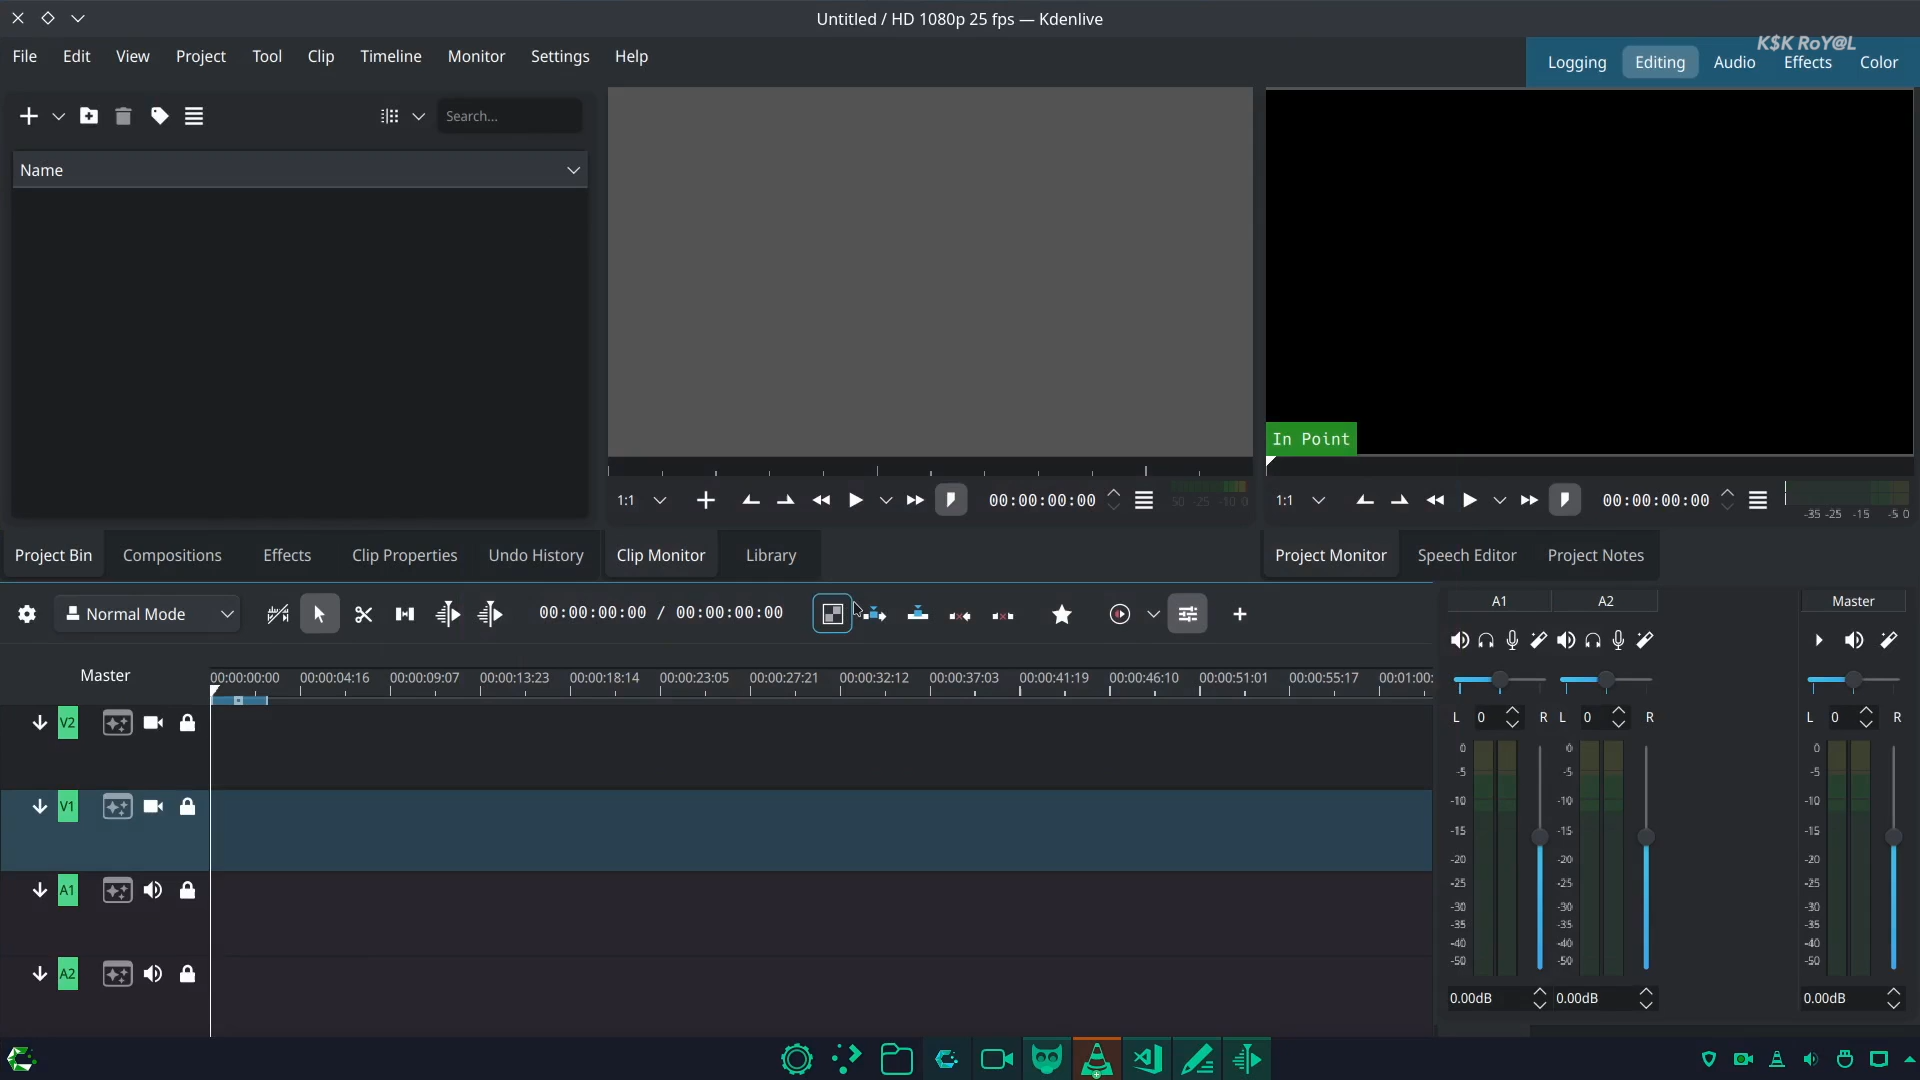 Untitled / HD 1080p 25 fps — Kdenlive
File Edit View Project Tool Clip Timeline Monitor Settings Help
K$K RoY@L
Logging Editing Audio Effects Color
Search...
Name
In Point
1:1 00:00:00:00 -50 -25 -10 0
1:1 00:00:00:00 -35 -25 -15 -5 0
Project Bin Compositions Effects Clip Properties Undo History Clip Monitor Library Project Monitor Speech Editor Project Notes
Normal Mode 00:00:00:00 / 00:00:00:00
A1 A2 Master
Master 00:00:00:00 00:00:04:16 00:00:09:07 00:00:13:23 00:00:18:14 00:00:23:05 00:00:27:21 00:00:32:12 00:00:37:03 00:00:41:19 00:00:46:10 00:00:51:01 00:00:55:17 00:01:00:
V2
V1
A1
A2
L 0 R L 0 R L 0 R
0 0 0
-5 -5 -5
-10 -10 -10
-15 -15 -15
-20 -20 -20
-25 -25 -25
-30 -30 -30
-35 -35 -35
-40 -40 -40
-50 -50 -50
0.00dB 0.00dB 0.00dB